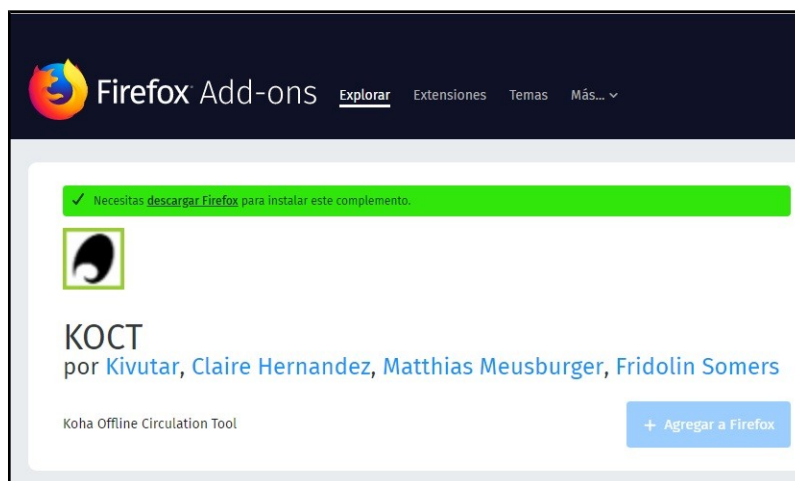 Firefox Add-ons Explorar Extensiones Temas Más...
Necesitas descargar Firefox para instalar este complemento.
KOCT
por Kivutar, Claire Hernandez, Matthias Meusburger, Fridolin Somers
Koha Offline Circulation Tool + Agregar a Firefox